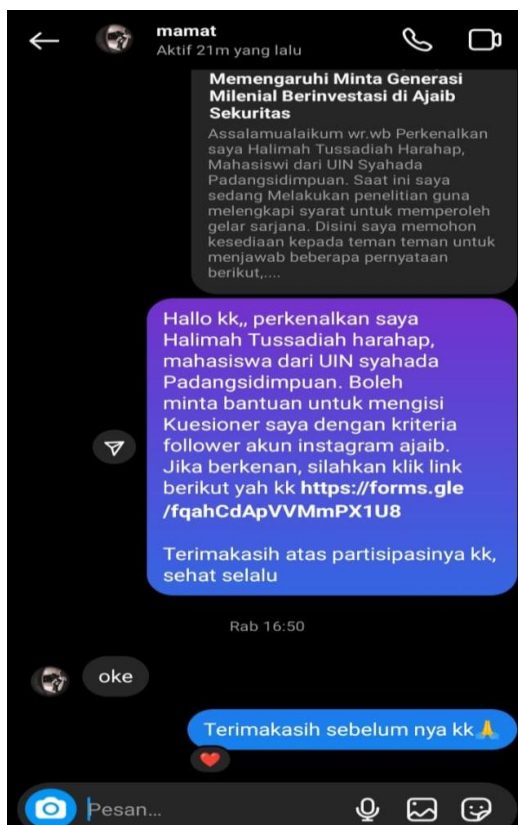 mamat
Aktif 21m yang lalu
Memengaruhi Minta Generasi
Milenial Berinvestasi di Ajaib
Sekuritas
Assalamualaikum wr.wb Perkenalkan
saya Halimah Tussadiah Harahap,
Mahasiswi dari UIN Syahada
Padangsidimpuan. Saat ini saya
sedang Melakukan penelitian guna
melengkapi syarat untuk memperoleh
gelar sarjana. Disini saya memohon
kesediaan kepada teman teman untuk
menjawab beberapa pernyataan
berikut,....
Hallo kk,, perkenalkan saya
Halimah Tussadiah harahap,
mahasiswa dari UIN syahada
Padangsidimpuan. Boleh
minta bantuan untuk mengisi
Kuesioner saya dengan kriteria
follower akun instagram ajaib.
Jika berkenan, silahkan klik link
berikut yah kk https://forms.gle
/fqahCdApVVMmPX1U8
Terimakasih atas partisipasinya kk,
sehat selalu
Rab 16:50
oke
Terimakasih sebelum nya kk🙏
Pesan...